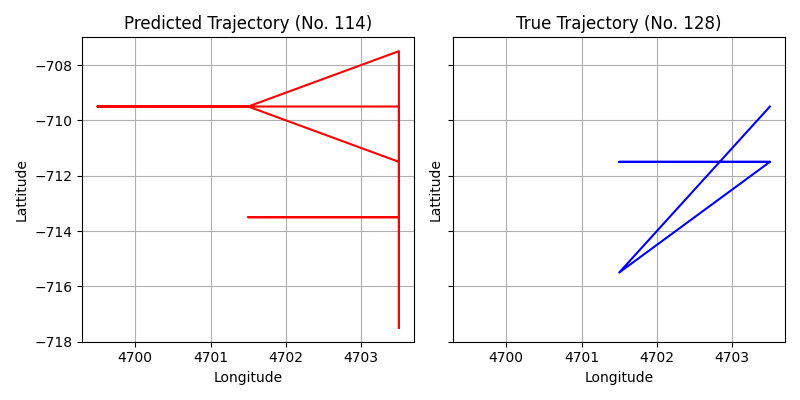 Predicted Trajectory (No. 114)
True Trajectory (No. 128)
−708
−710
−712
−714
−716
−718
Lattitude
Lattitude
4700 4701 4702 4703
4700 4701 4702 4703
Longitude
Longitude